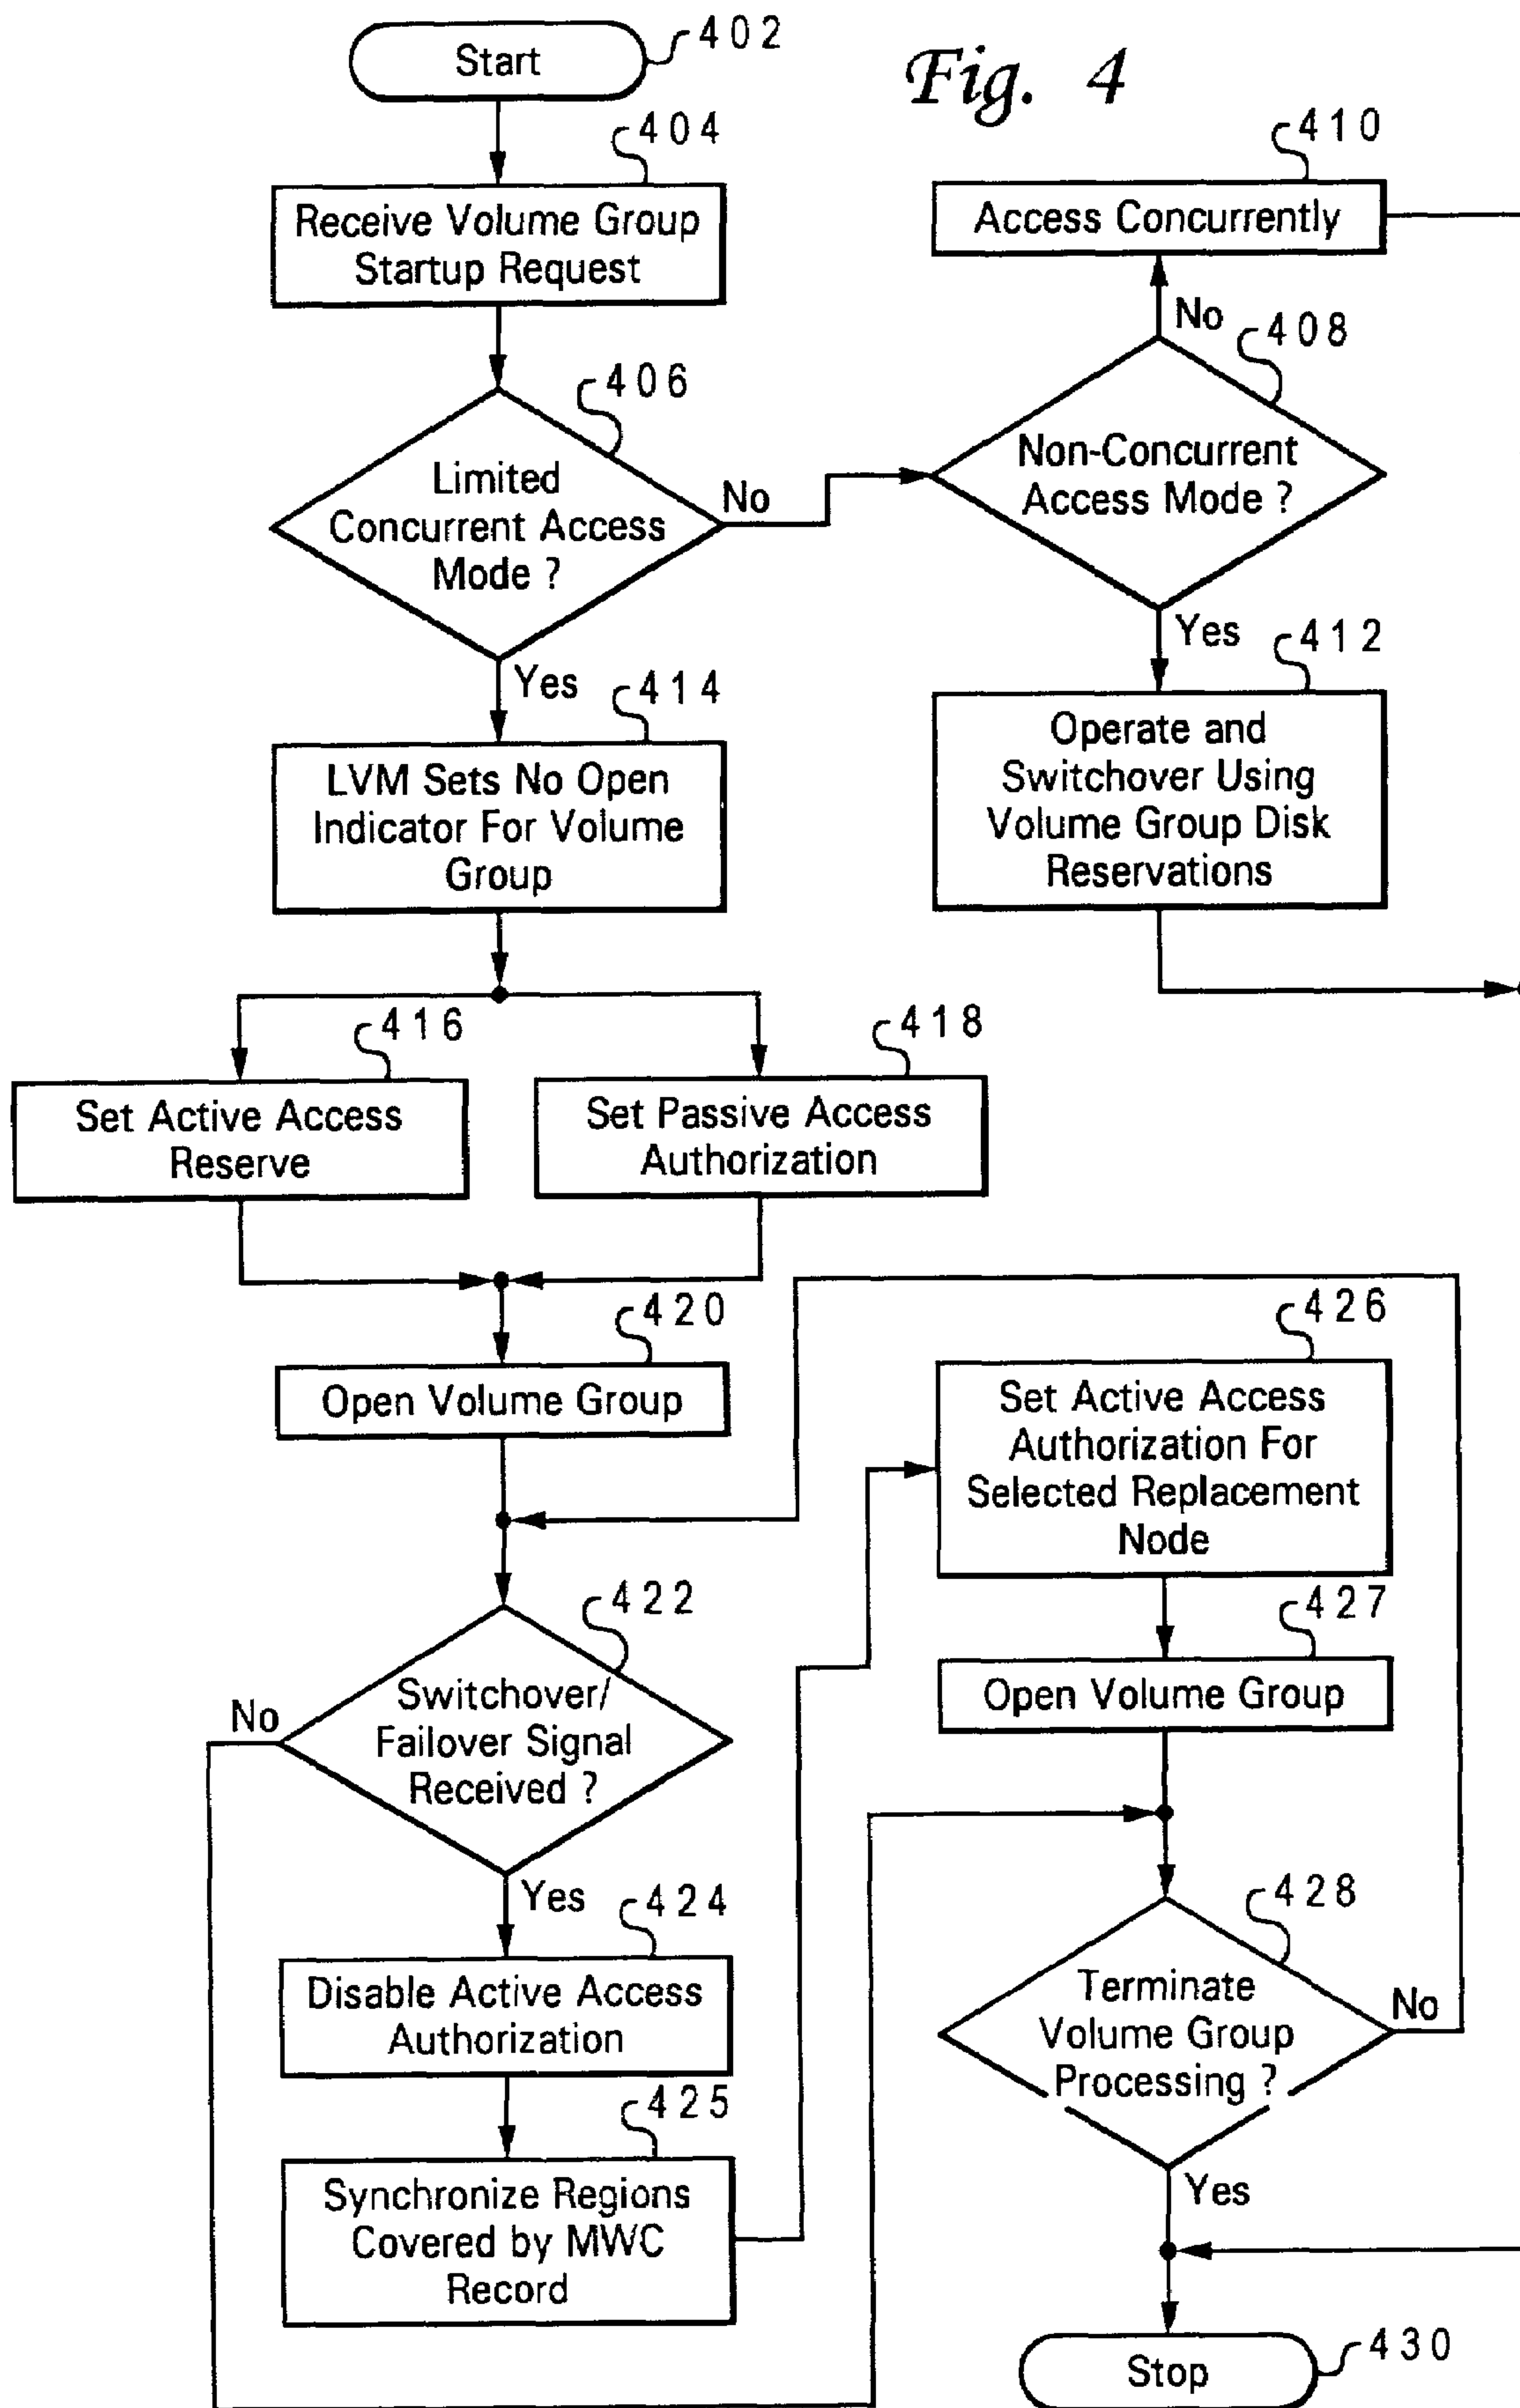 Start
402
Fig. 4
404
Receive Volume Group
Startup Request
410
Access Concurrently
406
Limited
Concurrent Access
Mode ?
No
No
408
Non-Concurrent
Access Mode ?
Yes
412
Operate and
Switchover Using
Volume Group Disk
Reservations
Yes
414
LVM Sets No Open
Indicator For Volume
Group
416
Set Active Access
Reserve
418
Set Passive Access
Authorization
420
Open Volume Group
422
Switchover/
Failover Signal
Received ?
No
Yes
424
Disable Active Access
Authorization
425
Synchronize Regions
Covered by MWC
Record
426
Set Active Access
Authorization For
Selected Replacement
Node
427
Open Volume Group
428
Terminate
Volume Group
Processing ?
No
Yes
Stop
430